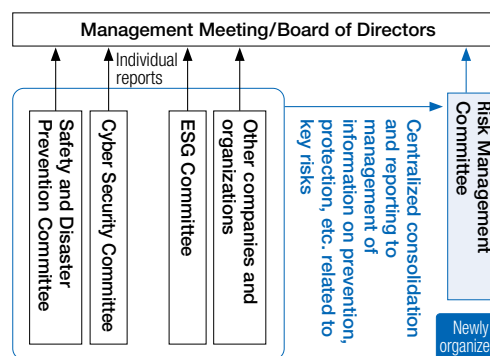 Management Meeting/Board of Directors
Individual
reports
Safety and Disaster
Prevention Committee
Cyber Security Committee
ESG Committee
Other companies and
organizations
Centralized consolidation
and reporting to
management of
information on prevention,
protection, etc. related to
key risks
Risk Management
Committee
Newly
organize